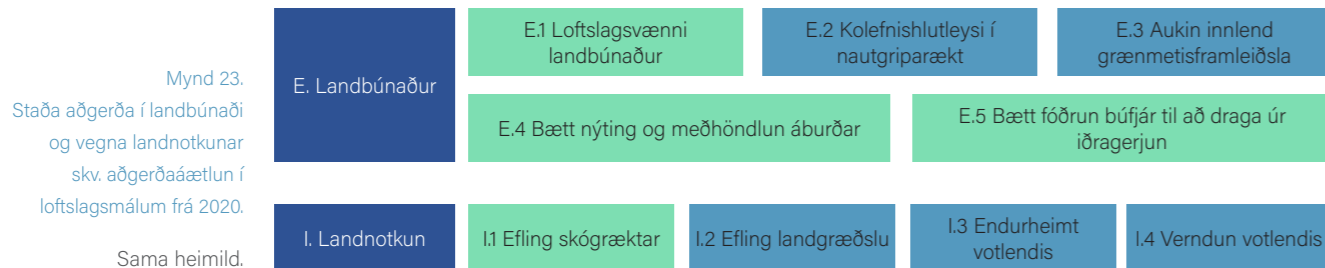 Mynd 23.
Staða aðgerða í landbúnaði
og vegna landnotkunar
skv. aðgerðaáætlun í
loftslagsmálum frá 2020.
Sama heimild.
E. Landbúnaður
E.1 Loftslagsvænni
landbúnaður
E.2 Kolefnishlutleysi í
nautgriparækt
E.3 Aukin innlend
grænmetisframleiðsla
E.4 Bætt nýting og meðhöndlun áburðar
E.5 Bætt fóðrun búfjár til að draga úr
iðragerjun
I. Landnotkun
I.1 Efling skógræktar
I.2 Efling landgræðslu
I.3 Endurheimt
votlendis
I.4 Verndun votlendis